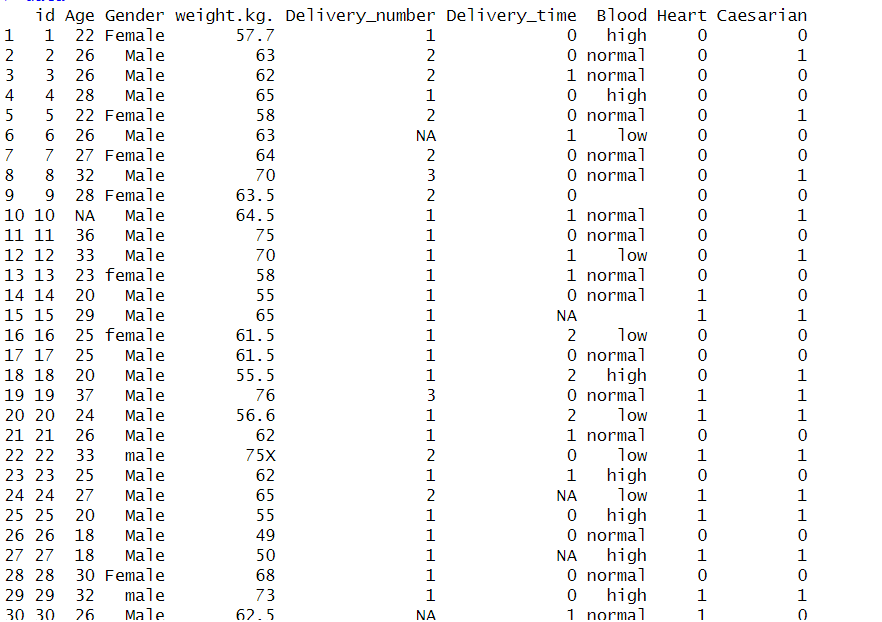 id Age Gender weight.kg. Delivery_number Delivery_time Blood Heart Caesarian
1 1 22 Female 57.7 1 0 high 0 0
2 2 26 Male 63 2 0 normal 0 1
3 3 26 Male 62 2 1 normal 0 0
4 4 28 Male 65 1 0 high 0 0
5 5 22 Female 58 2 0 normal 0 1
6 6 26 Male 63 NA 1 low 0 0
7 7 27 Female 64 2 0 normal 0 0
8 8 32 Male 70 3 0 normal 0 1
9 9 28 Female 63.5 2 0 0 0
10 10 NA Male 64.5 1 1 normal 0 1
11 11 36 Male 75 1 0 normal 0 0
12 12 33 Male 70 1 1 low 0 1
13 13 23 female 58 1 1 normal 0 0
14 14 20 Male 55 1 0 normal 1 0
15 15 29 Male 65 1 NA 1 1
16 16 25 female 61.5 1 2 low 0 0
17 17 25 Male 61.5 1 0 normal 0 0
18 18 20 Male 55.5 1 2 high 0 1
19 19 37 Male 76 3 0 normal 1 1
20 20 24 Male 56.6 1 2 low 1 1
21 21 26 Male 62 1 1 normal 0 0
22 22 33 male 75X 2 0 low 1 1
23 23 25 Male 62 1 1 high 0 0
24 24 27 Male 65 2 NA low 1 1
25 25 20 Male 55 1 0 high 1 1
26 26 18 Male 49 1 0 normal 0 0
27 27 18 Male 50 1 NA high 1 1
28 28 30 Female 68 1 0 normal 0 0
29 29 32 male 73 1 0 high 1 1
30 30 26 Male 62.5 NA 1 normal 1 0